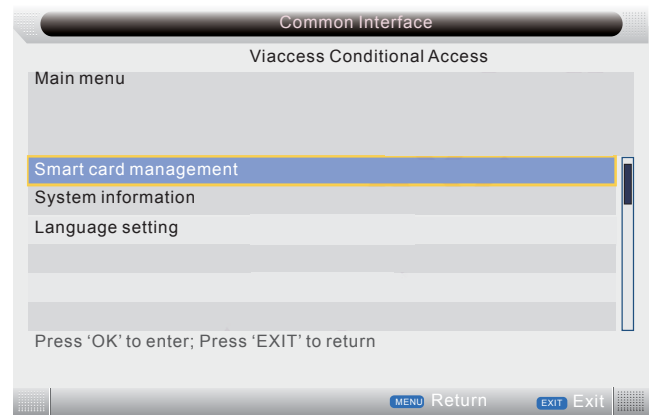 Common Interface
Viaccess Conditional Access
Main menu
Smart card management
System information
Language setting
Press ‘OK’ to enter; Press ‘EXIT’ to return
MENU Return EXIT Exit